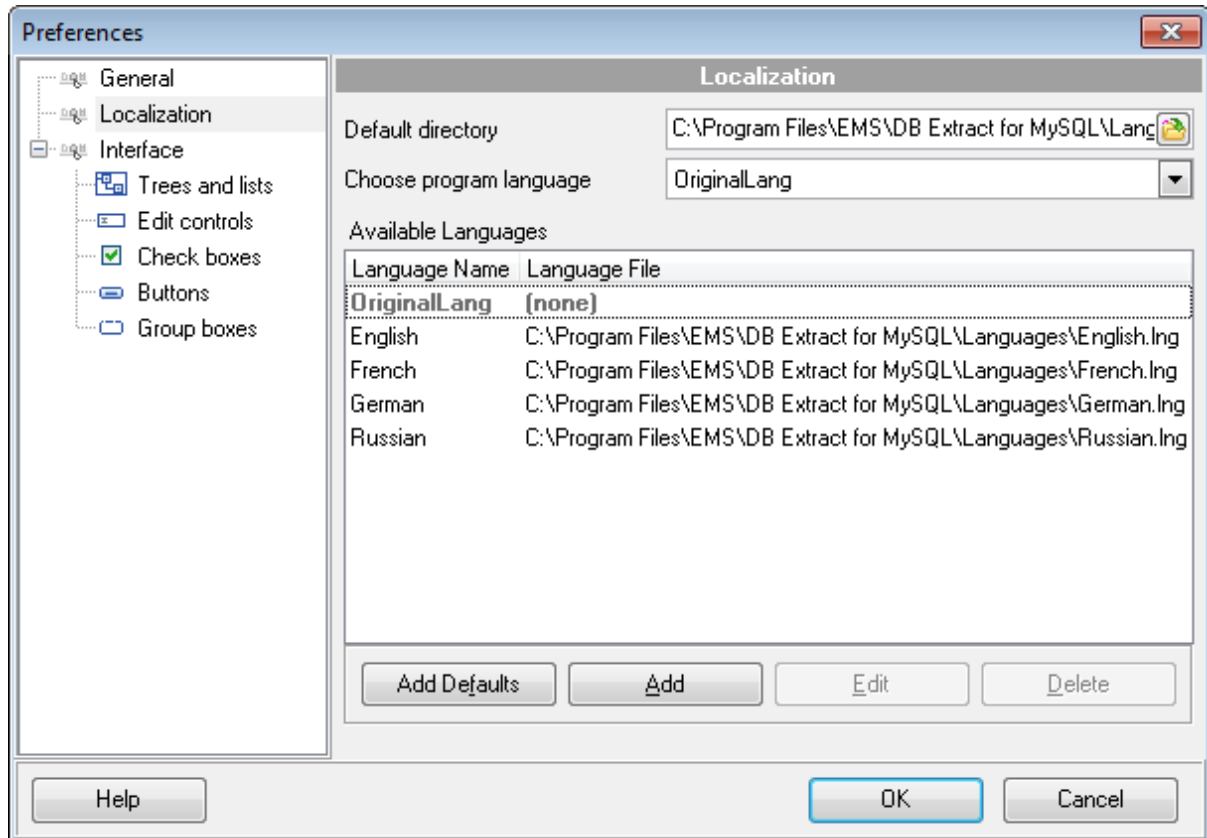 Preferences
General
Localization
Interface
Trees and lists
Edit controls
Check boxes
Buttons
Group boxes
Localization
Default directory C:\Program Files\EMS\DB Extract for MySQL\Lang
Choose program language OriginalLang
Available Languages
Language Name Language File
OriginalLang (none)
English C:\Program Files\EMS\DB Extract for MySQL\Languages\English.lng
French C:\Program Files\EMS\DB Extract for MySQL\Languages\French.lng
German C:\Program Files\EMS\DB Extract for MySQL\Languages\German.lng
Russian C:\Program Files\EMS\DB Extract for MySQL\Languages\Russian.lng
Add Defaults Add Edit Delete
Help OK Cancel